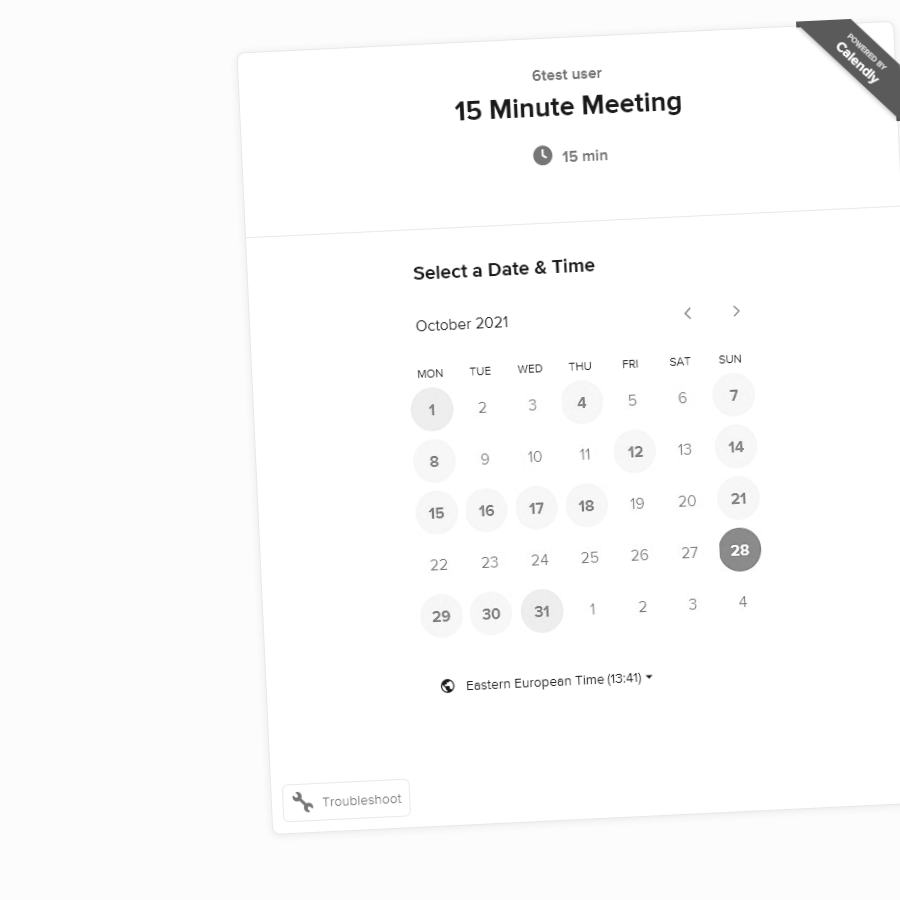 POWERED BY
Calendly
6test user
15 Minute Meeting
15 min
Select a Date & Time
October 2021
MON TUE WED THU FRI SAT SUN
1 2 3 4 5 6 7
8 9 10 11 12 13 14
15 16 17 18 19 20 21
22 23 24 25 26 27 28
29 30 31 1 2 3 4
Eastern European Time (13:41)
Troubleshoot